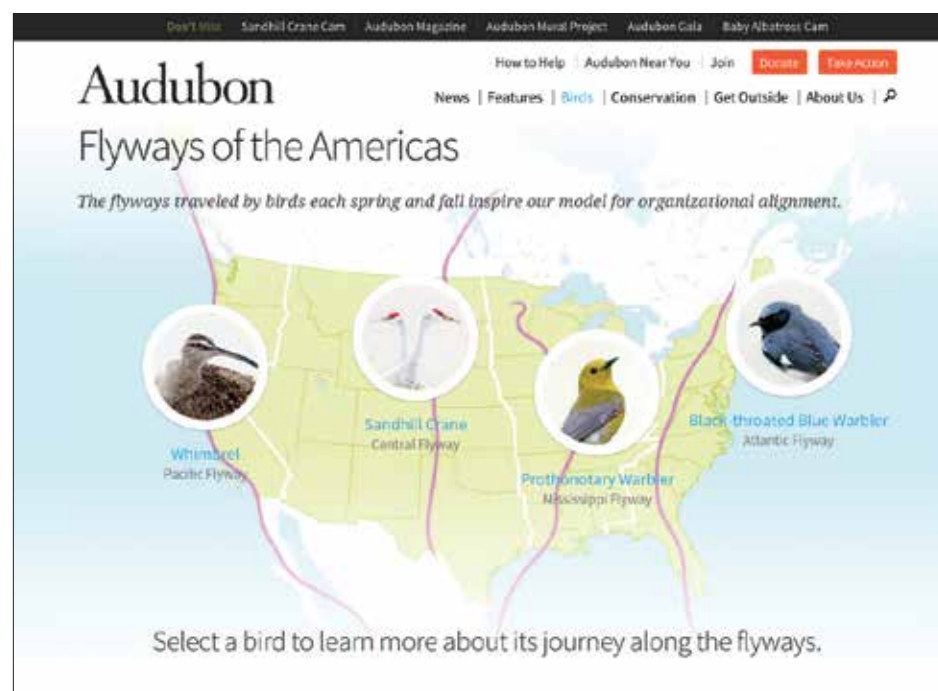 Don't Miss Sandhill Crane Cam Audubon Magazine Audubon Mural Project Audubon Gala Baby Albatross Cam
How to Help Audubon Near You Join Donate Take Action
Audubon
News | Features | Birds | Conservation | Get Outside | About Us |
Flyways of the Americas
The flyways traveled by birds each spring and fall inspire our model for organizational alignment.
Whimbrel
Pacific Flyway
Sandhill Crane
Central Flyway
Prothonotary Warbler
Mississippi Flyway
Black-throated Blue Warbler
Atlantic Flyway
Select a bird to learn more about its journey along the flyways.